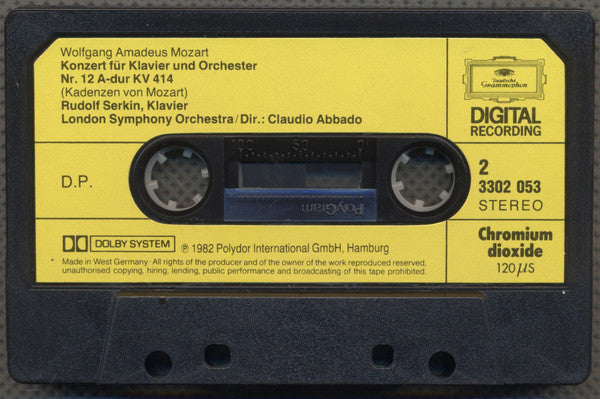 Wolfgang Amadeus Mozart
Konzert für Klavier und Orchester
Nr. 12 A-dur KV 414
(Kadenzen von Mozart)
Rudolf Serkin, Klavier
London Symphony Orchestra/Dir.: Claudio Abbado
Deutsche
Grammophon
DIGITAL
RECORDING
100 50 0
D.P.
2
3302 053
STEREO
PolyGram
DOLBY SYSTEM
℗ 1982 Polydor International GmbH, Hamburg
* Made in West Germany · All rights of the producer and of the owner of the work reproduced reserved,
unauthorised copying, hiring, lending, public performance and broadcasting of this tape prohibited.
Chromium
dioxide
120 µS